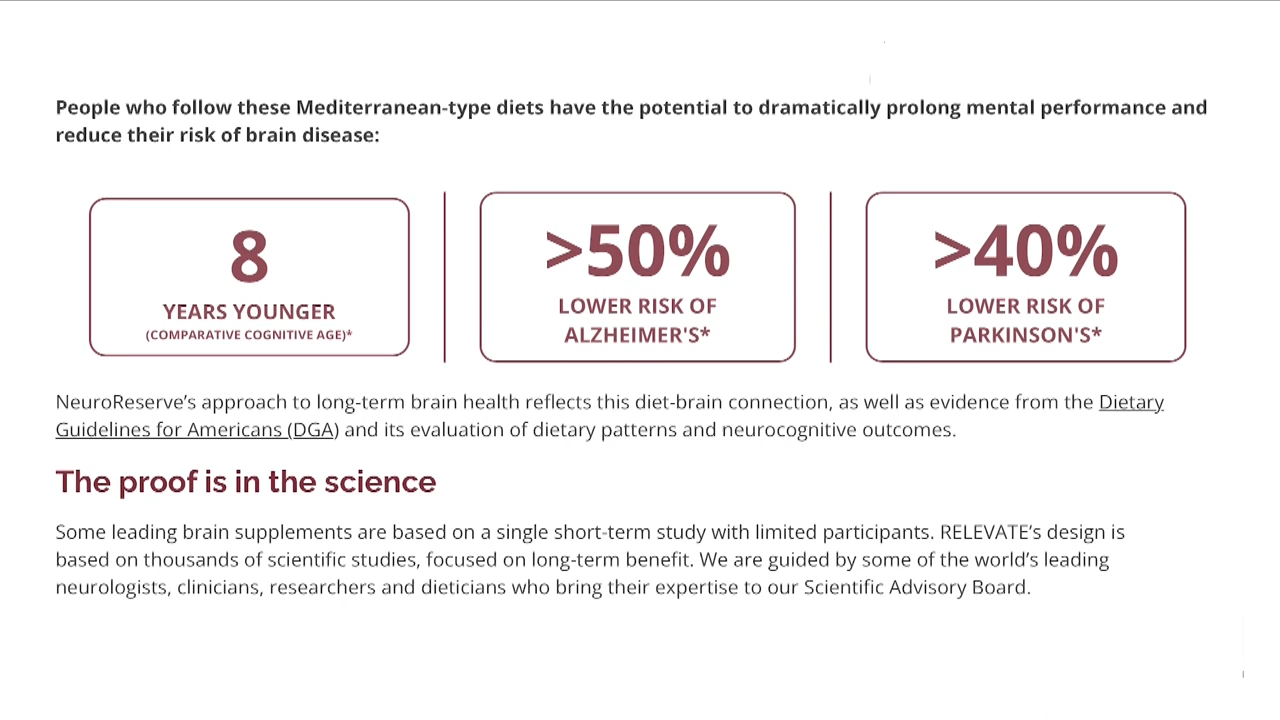 People who follow these Mediterranean-type diets have the potential to dramatically prolong mental performance and
reduce their risk of brain disease:
8
YEARS YOUNGER
(COMPARATIVE COGNITIVE AGE)*
>50%
LOWER RISK OF
ALZHEIMER'S*
>40%
LOWER RISK OF
PARKINSON'S*
NeuroReserve’s approach to long-term brain health reflects this diet-brain connection, as well as evidence from the Dietary
Guidelines for Americans (DGA) and its evaluation of dietary patterns and neurocognitive outcomes.
The proof is in the science
Some leading brain supplements are based on a single short-term study with limited participants. RELEVATE’s design is
based on thousands of scientific studies, focused on long-term benefit. We are guided by some of the world’s leading
neurologists, clinicians, researchers and dieticians who bring their expertise to our Scientific Advisory Board.